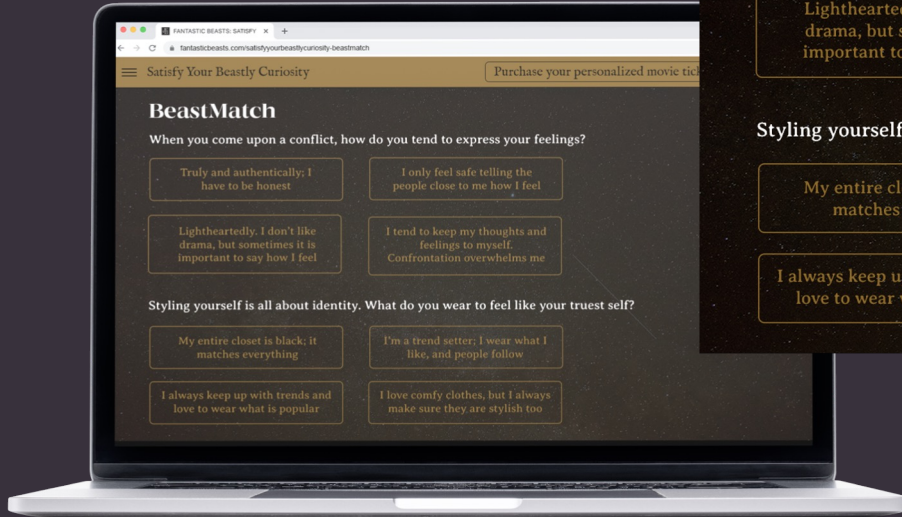 FANTASTIC BEASTS: SATISFY
fantasticbeasts.com/satisfyyourbeastlycuriosity-beastmatch
Satisfy Your Beastly Curiosity
Purchase your personalized movie
BeastMatch
When you come upon a conflict, how do you tend to express your feelings?
Truly and authentically; I
have to be honest
I only feel safe telling the
people close to me how I feel
Lightheartedly. I don't like
drama, but sometimes it is
important to say how I feel
I tend to keep my thoughts and
feelings to myself.
Confrontation overwhelms me
Styling yourself is all about identity. What do you wear to feel like your truest self?
My entire closet is black; it
matches everything
I'm a trend setter; I wear what I
like, and people follow
I always keep up with trends and
love to wear what is popular
I love comfy clothes, but I always
make sure they are stylish too
drama, but
important
Styling yourself
My entire
matches
I always keep
love to wear